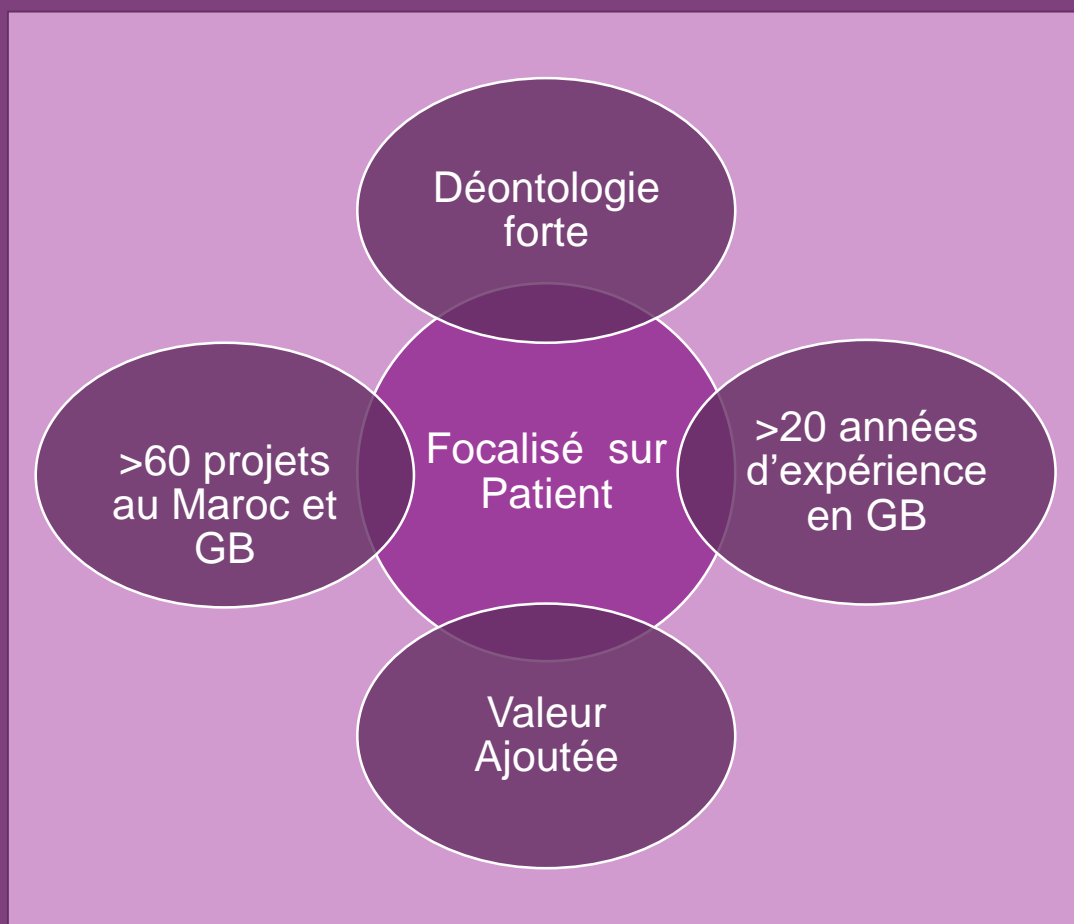 Déontologie
forte
>60 projets
au Maroc et
GB
Focalisé  sur
Patient
>20 années
d'expérience
en GB
Valeur
Ajoutée